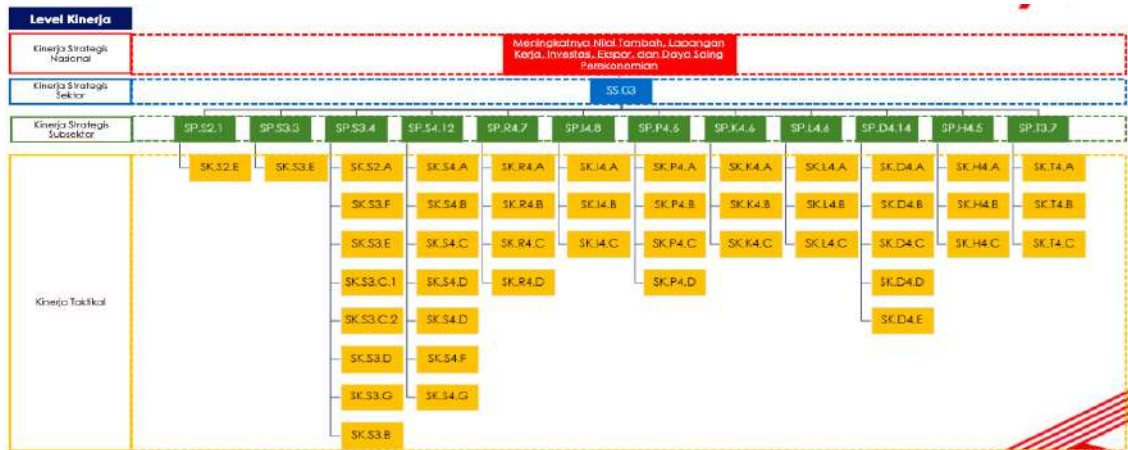 Level Kinerja
Kinerja Strategis
Nasional
Meningkatnya Nilai Tambah, Lapangan
Kerja, Investasi, Ekspor, dan Daya Saing
Perekonomian
Kinerja Strategis
Sektor
SS.03
Kinerja Strategis
Subsektor
SP.S2.1 SP.S3.3 SP.S3.4 SP.S4.12 SP.R4.7 SP.I4.8 SP.P4.6 SP.K4.6 SP.L4.6 SP.D4.14 SP.H4.5 SP.T3.7
Kinerja Taktikal
SK.S2.E SK.S3.E SK.S2.A SK.S4.A SK.R4.A SK.I4.A SK.P4.A SK.K4.A SK.L4.A SK.D4.A SK.H4.A SK.T4.A
SK.S3.F SK.S4.B SK.R4.B SK.I4.B SK.P4.B SK.K4.B SK.L4.B SK.D4.B SK.H4.B SK.T4.B
SK.S3.E SK.S4.C SK.R4.C SK.I4.C SK.P4.C SK.K4.C SK.L4.C SK.D4.C SK.H4.C SK.T4.C
SK.S3.C.1 SK.S4.D SK.R4.D SK.P4.D SK.D4.D
SK.S3.C.2 SK.S4.D SK.D4.E
SK.S3.D SK.S4.F
SK.S3.G SK.S4.G
SK.S3.B